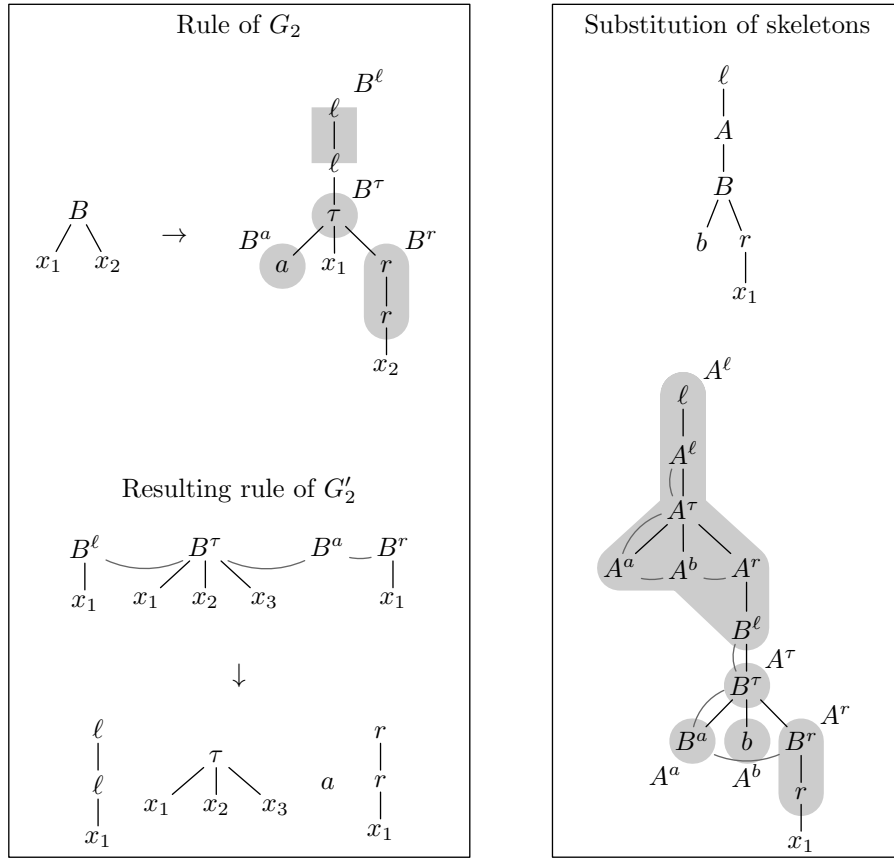 Rule of G₂
B^ℓ
ℓ
ℓ
B^τ
B
τ
→
B^a
B^r
x₁ x₂
a x₁ r
r
x₂
Resulting rule of G′₂
B^ℓ B^τ B^a B^r
x₁ x₁ x₂ x₃ x₁
↓
ℓ τ r
ℓ a r
x₁ x₂ x₃
x₁ x₁
Substitution of skeletons
ℓ
A
B
b r
x₁
A^ℓ
ℓ
A^ℓ
A^τ
A^a A^b A^r
B^ℓ
A^τ
B^τ
A^r
B^a b B^r
A^a A^b
r
x₁